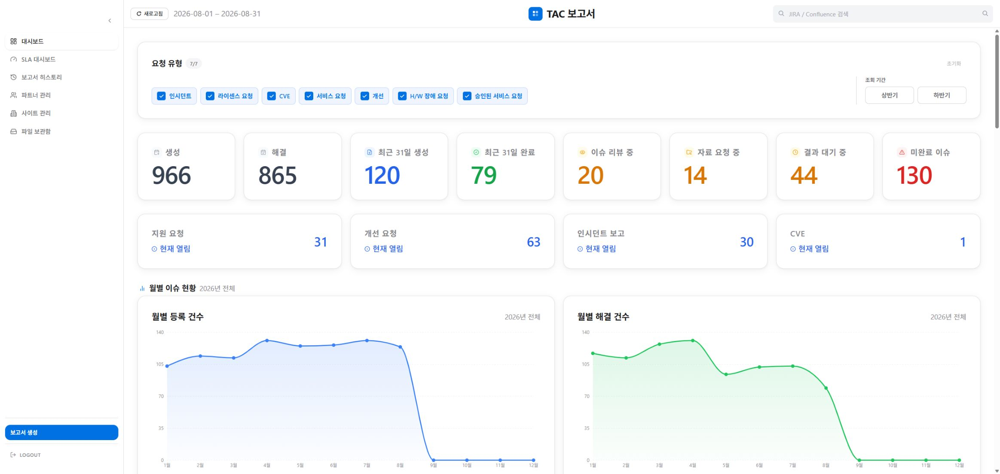 새로고침
2026-08-01 – 2026-08-31
TAC 보고서
JIRA / Confluence 검색
대시보드
SLA 대시보드
보고서 히스토리
파트너 관리
사이트 관리
파일 보관함
보고서 생성
LOGOUT
요청 유형 7/7
초기화
인시던트
라이센스 요청
CVE
서비스 요청
개선
H/W 장애 요청
승인된 서비스 요청
조회 기간
상반기
하반기
생성
966
해결
865
최근 31일 생성
120
최근 31일 완료
79
이슈 리뷰 중
20
자료 요청 중
14
결과 대기 중
44
미완료 이슈
130
지원 요청
현재 열림
31
개선 요청
현재 열림
63
인시던트 보고
현재 열림
30
CVE
현재 열림
1
월별 이슈 현황 2026년 전체
월별 등록 건수
2026년 전체
140
105
70
35
0
1월 2월 3월 4월 5월 6월 7월 8월 9월 10월 11월 12월
월별 해결 건수
2026년 전체
140
105
70
35
0
1월 2월 3월 4월 5월 6월 7월 8월 9월 10월 11월 12월